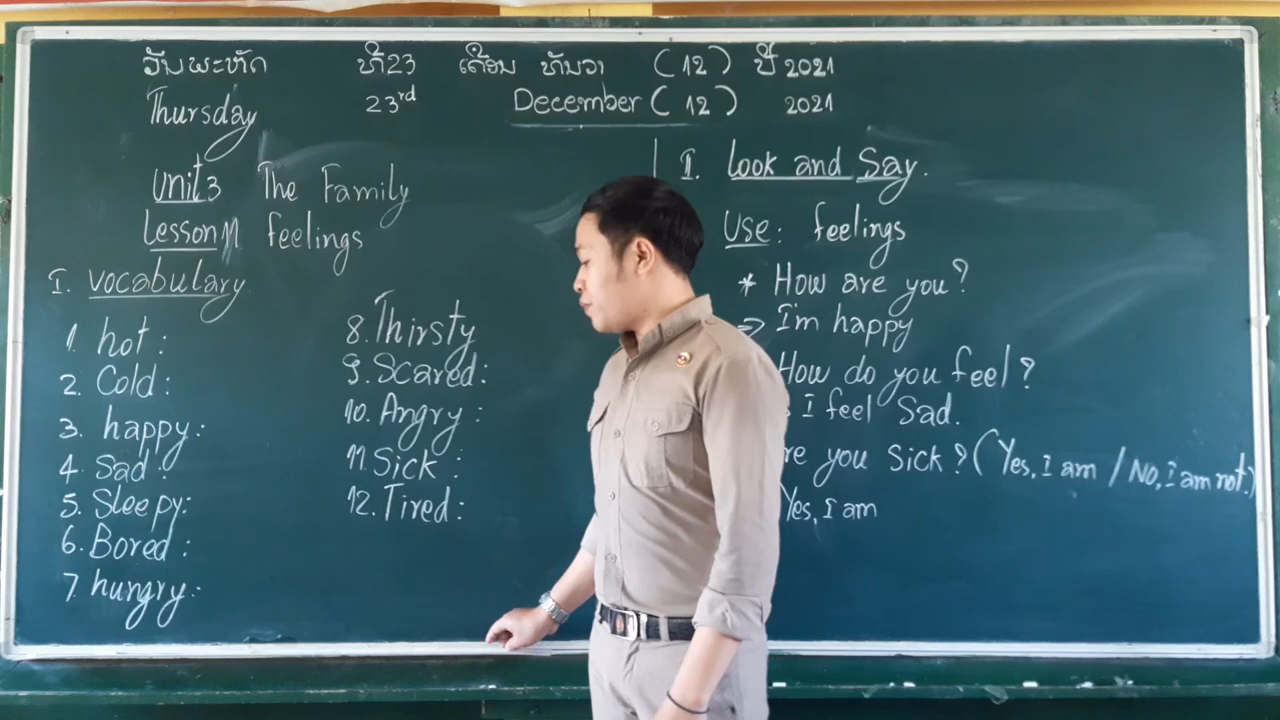 ວັນພະຫັດ ທີ23 ເດືອນ ທັນວາ (12) ປີ 2021
Thursday 23rd December (12) 2021
Unit3 The Family
Lesson11 feelings
I. vocabulary
1. hot:
2. Cold:
3. happy:
4. Sad:
5. Sleepy:
6. Bored:
7. hungry:
8. Thirsty
9. Scared:
10. Angry:
11. Sick:
12. Tired:
II. Look and Say.
Use: feelings
* How are you?
⇒ I'm happy
How do you feel?
I feel Sad.
re you Sick? (Yes, I am / No, I am not.)
Yes, I am